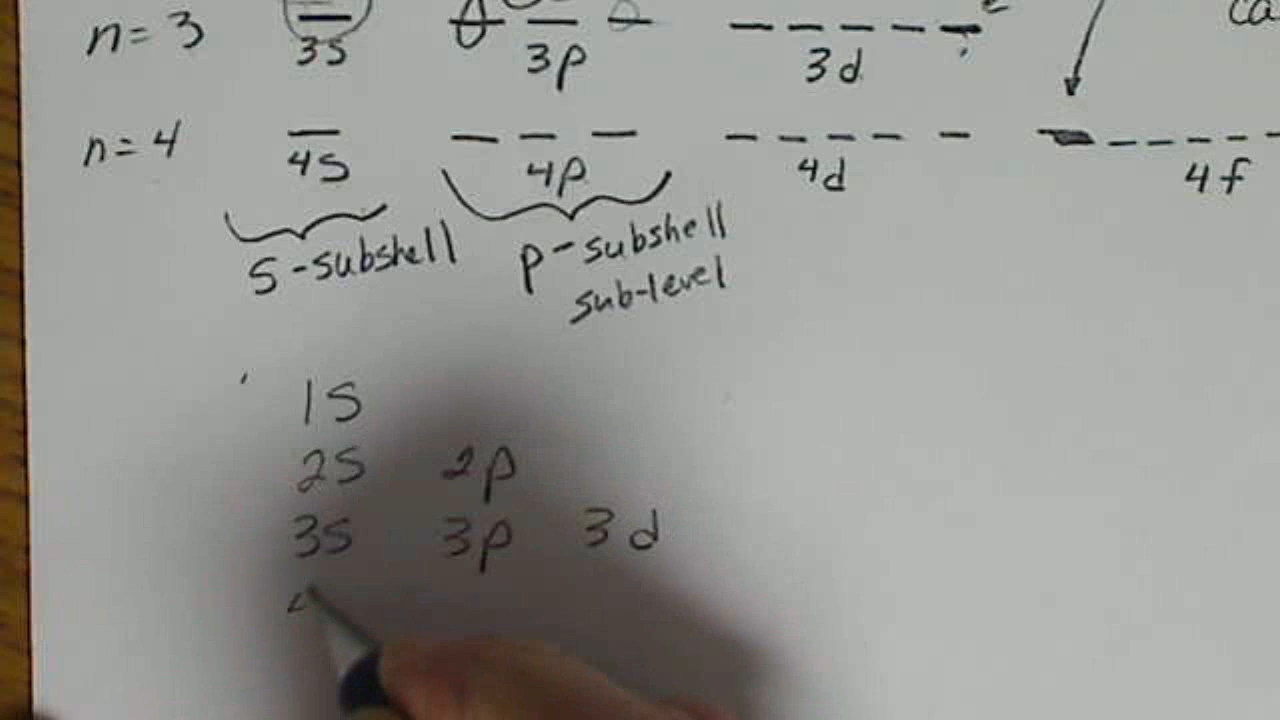 n=3 3s 3p 3d
n=4 4s 4p 4d 4f
s-subshell p-subshell
sub-level
1s
2s 2p
3s 3p 3d